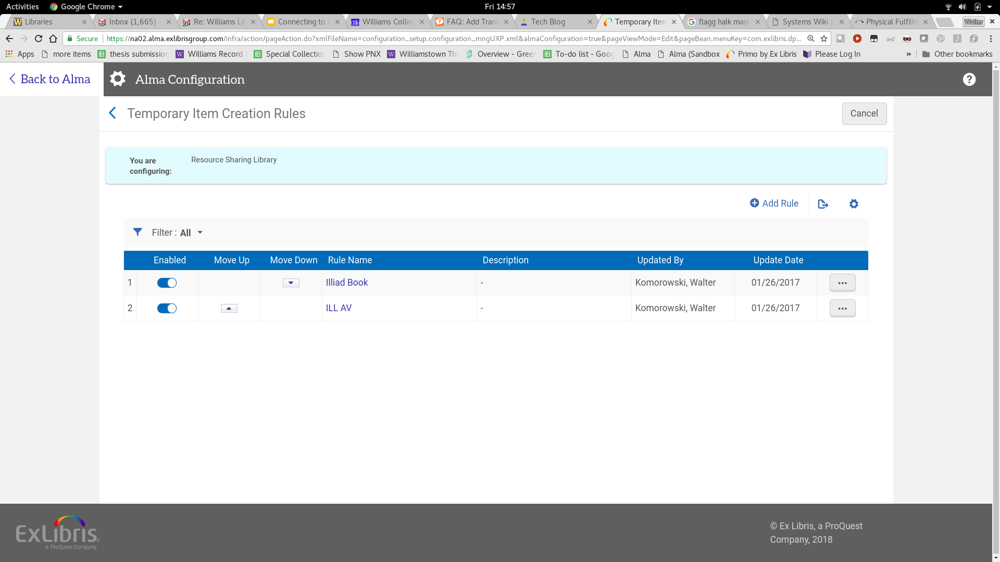 Activities Google Chrome Fri 14:57
Libraries Inbox (1,665) - Re: Williams Lib Connecting to Williams Colleg FAQ: Add Trans Tech Blog Temporary Item flagg halk mast Systems Wiki | Physical Fulfillm Walter
Secure https://na02.alma.exlibrisgroup.com/infra/action/pageAction.do?xmlFileName=configuration_setup.configuration_mngUXP.xml&almaConfiguration=true&pageViewMode=Edit&pageBean.menuKey=com.exlibris.dp...
Apps more items thesis submission Williams Record Special Collection Show PNX Williamstown The Overview - Green To-do list - Goog Alma Alma (Sandbox Primo by Ex Libris Please Log In » Other bookmarks
Back to Alma Alma Configuration
Temporary Item Creation Rules Cancel
You are configuring: Resource Sharing Library
Add Rule
Filter : All
Enabled Move Up Move Down Rule Name Description Updated By Update Date
1 Illiad Book - Komorowski, Walter 01/26/2017 ...
2 ILL AV - Komorowski, Walter 01/26/2017 ...
ExLibris
a ProQuest Company
© Ex Libris, a ProQuest
Company, 2018